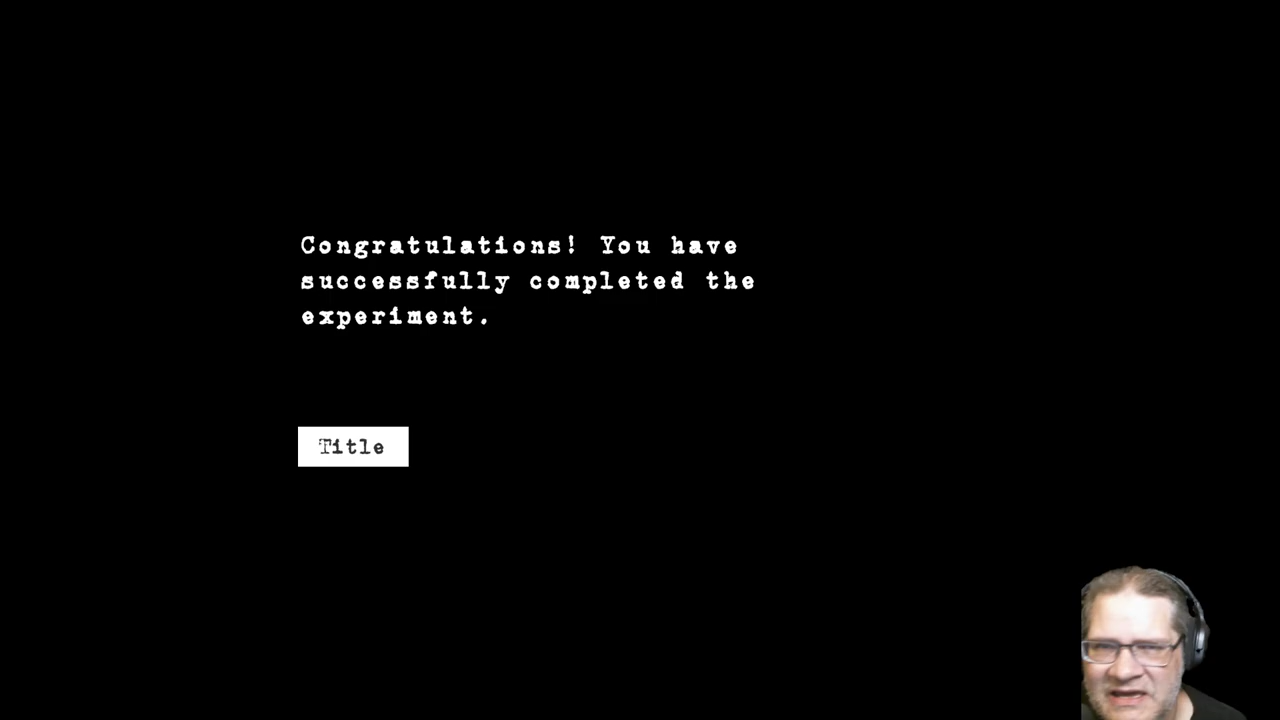 Congratulations! You have
successfully completed the
experiment.
Title